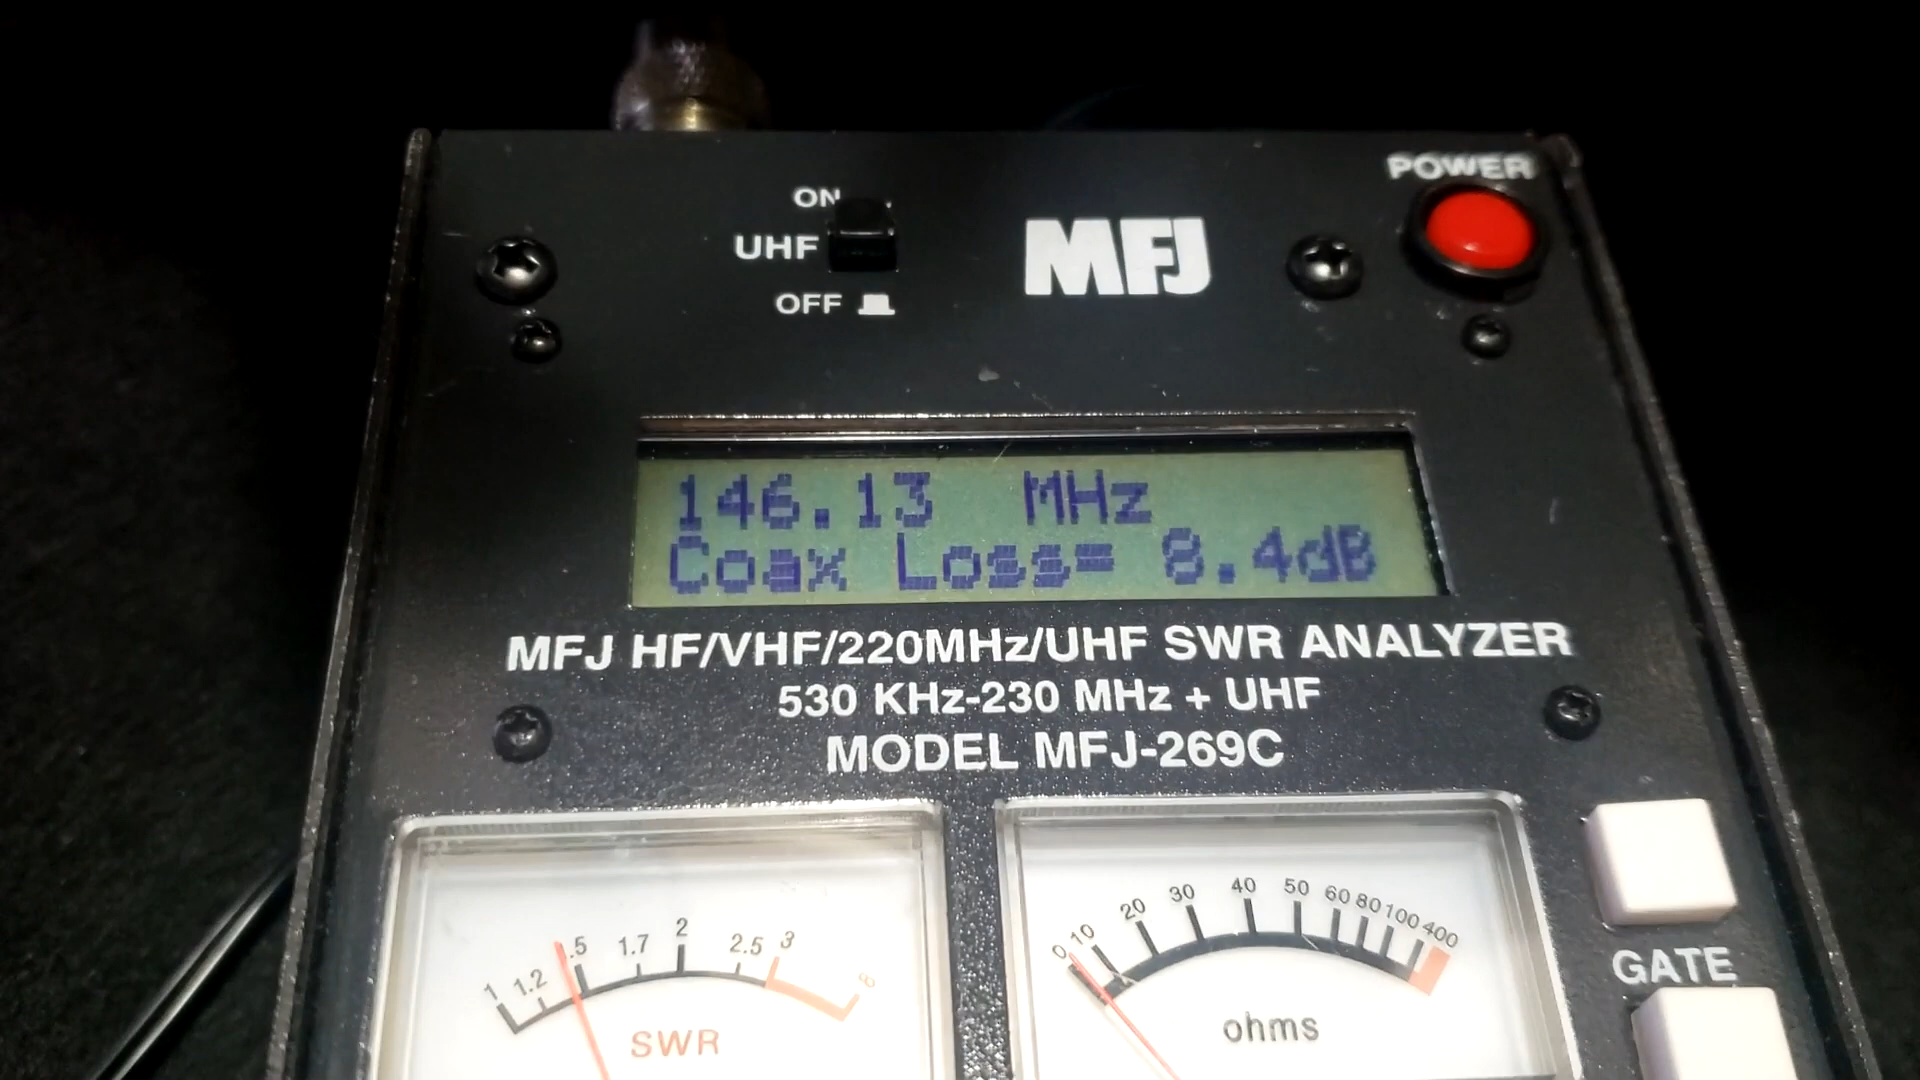 POWER
ON
UHF
OFF
MFJ
146.13 MHz
Coax Loss= 8.4dB
MFJ HF/VHF/220MHz/UHF SWR ANALYZER
530 KHz-230 MHz + UHF
MODEL MFJ-269C
1 1.2 .5 1.7 2 2.5 3 8
SWR
0 10 20 30 40 50 60 80 100 400
ohms
GATE